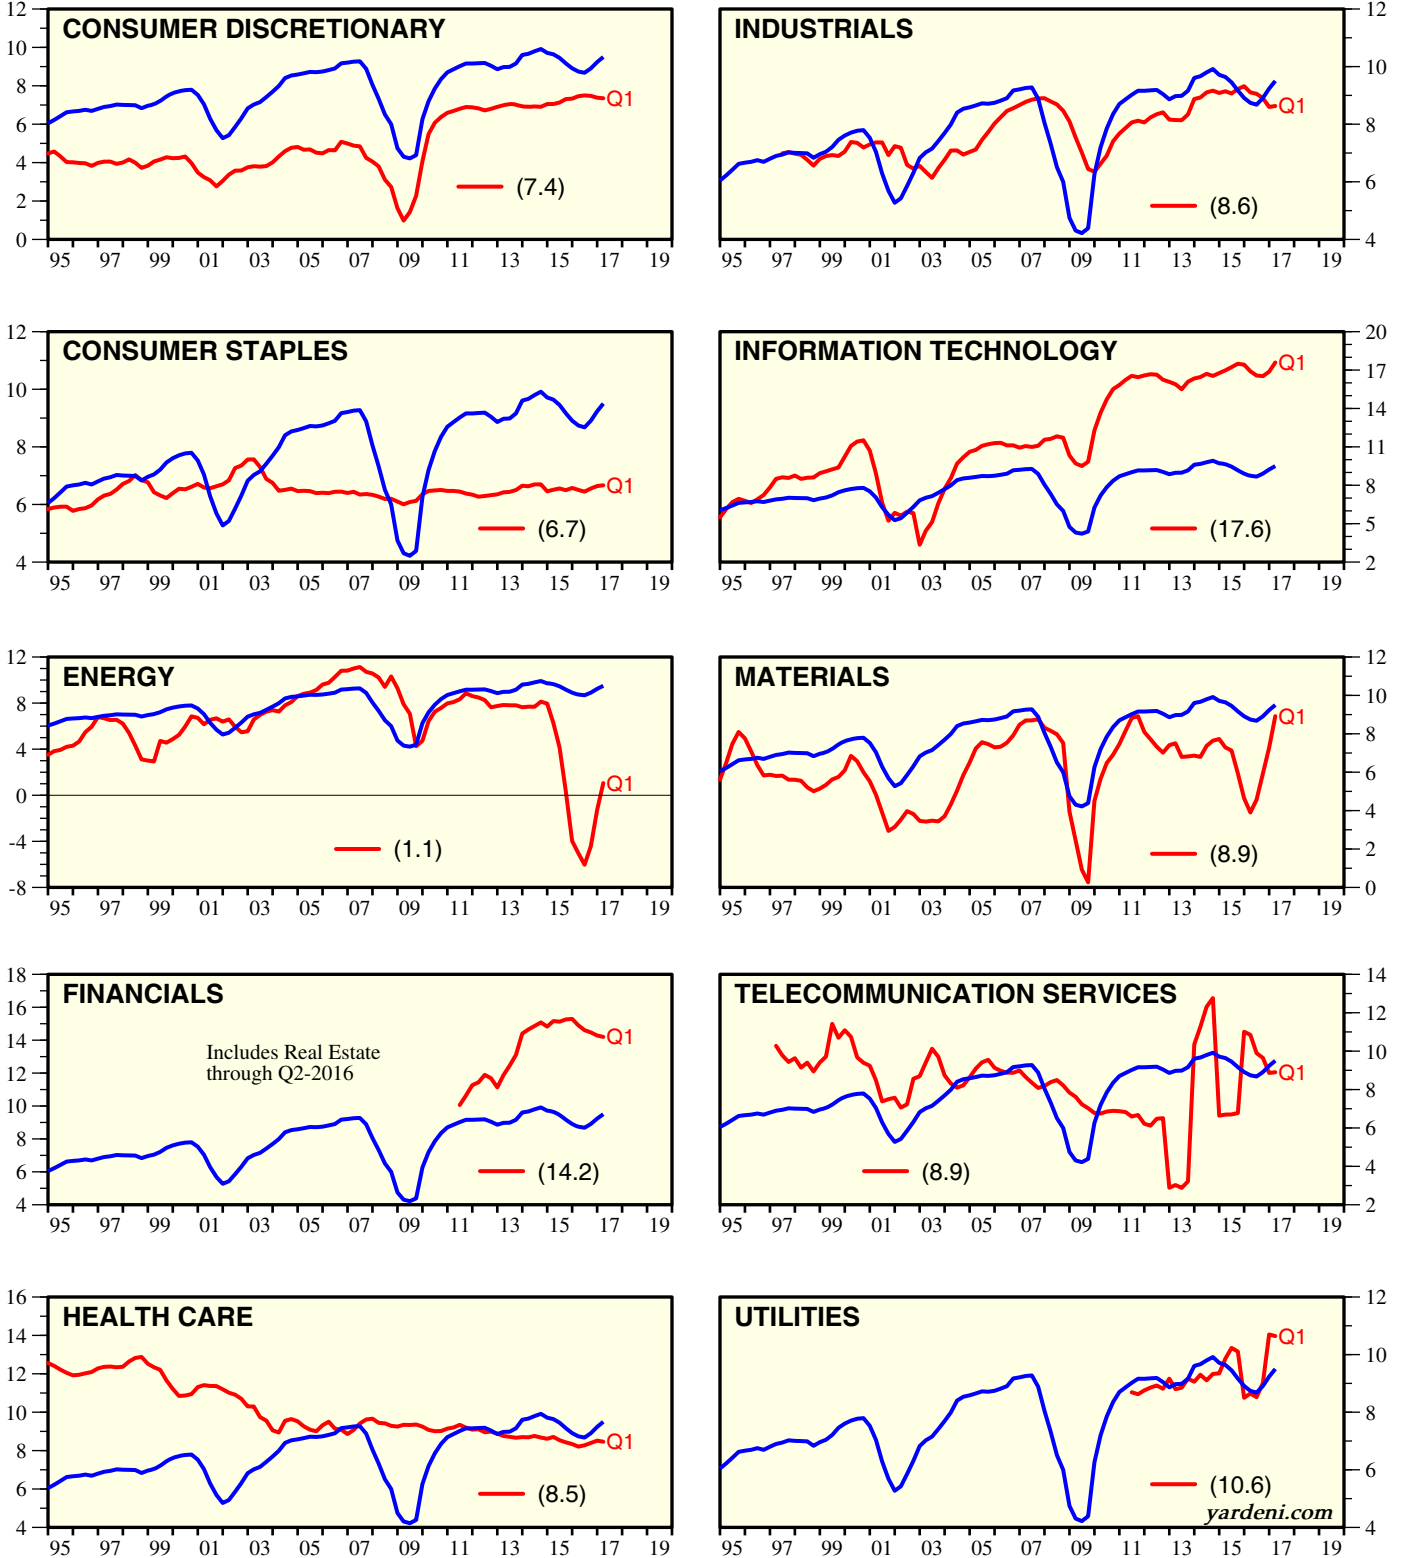 CONSUMER DISCRETIONARY
12
10
8
6
4
2
0
Q1
(7.4)
95 97 99 01 03 05 07 09 11 13 15 17 19
INDUSTRIALS
12
10
8
6
4
Q1
(8.6)
95 97 99 01 03 05 07 09 11 13 15 17 19
CONSUMER STAPLES
12
10
8
6
4
Q1
(6.7)
95 97 99 01 03 05 07 09 11 13 15 17 19
INFORMATION TECHNOLOGY
20
17
14
11
8
5
2
Q1
(17.6)
95 97 99 01 03 05 07 09 11 13 15 17 19
ENERGY
12
8
4
0
-4
-8
Q1
(1.1)
95 97 99 01 03 05 07 09 11 13 15 17 19
MATERIALS
12
10
8
6
4
2
0
Q1
(8.9)
95 97 99 01 03 05 07 09 11 13 15 17 19
FINANCIALS
18
16
14
12
10
8
6
4
Includes Real Estate
through Q2-2016
Q1
(14.2)
95 97 99 01 03 05 07 09 11 13 15 17 19
TELECOMMUNICATION SERVICES
14
12
10
8
6
4
2
Q1
(8.9)
95 97 99 01 03 05 07 09 11 13 15 17 19
HEALTH CARE
16
14
12
10
8
6
4
Q1
(8.5)
95 97 99 01 03 05 07 09 11 13 15 17 19
UTILITIES
12
10
8
6
4
Q1
(10.6)
yardeni.com
95 97 99 01 03 05 07 09 11 13 15 17 19